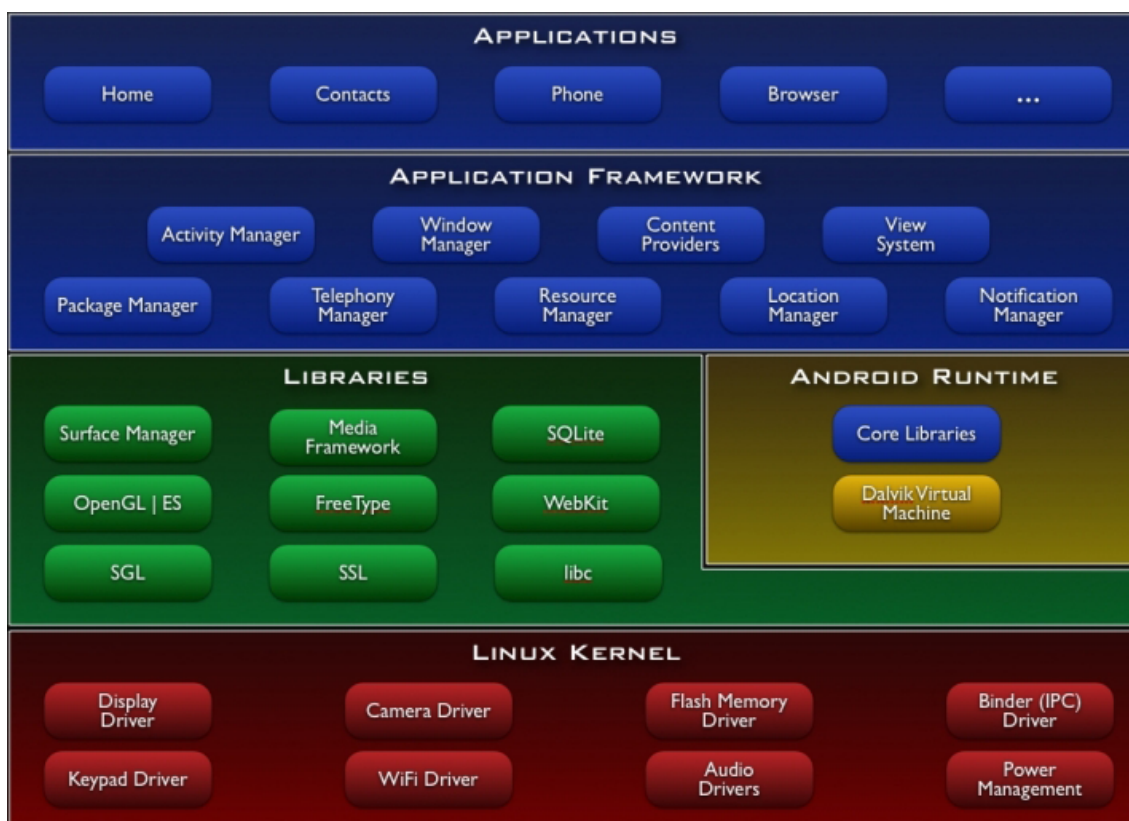 APPLICATIONS
Home
Contacts
Phone
Browser
...
APPLICATION FRAMEWORK
Activity Manager
Window
Manager
Content
Providers
View
System
Package Manager
Telephony
Manager
Resource
Manager
Location
Manager
Notification
Manager
LIBRARIES
Surface Manager
Media
Framework
SQLite
OpenGL | ES
FreeType
WebKit
SGL
SSL
libc
ANDROID RUNTIME
Core Libraries
Dalvik Virtual
Machine
LINUX KERNEL
Display
Driver
Camera Driver
Flash Memory
Driver
Binder (IPC)
Driver
Keypad Driver
WiFi Driver
Audio
Drivers
Power
Management